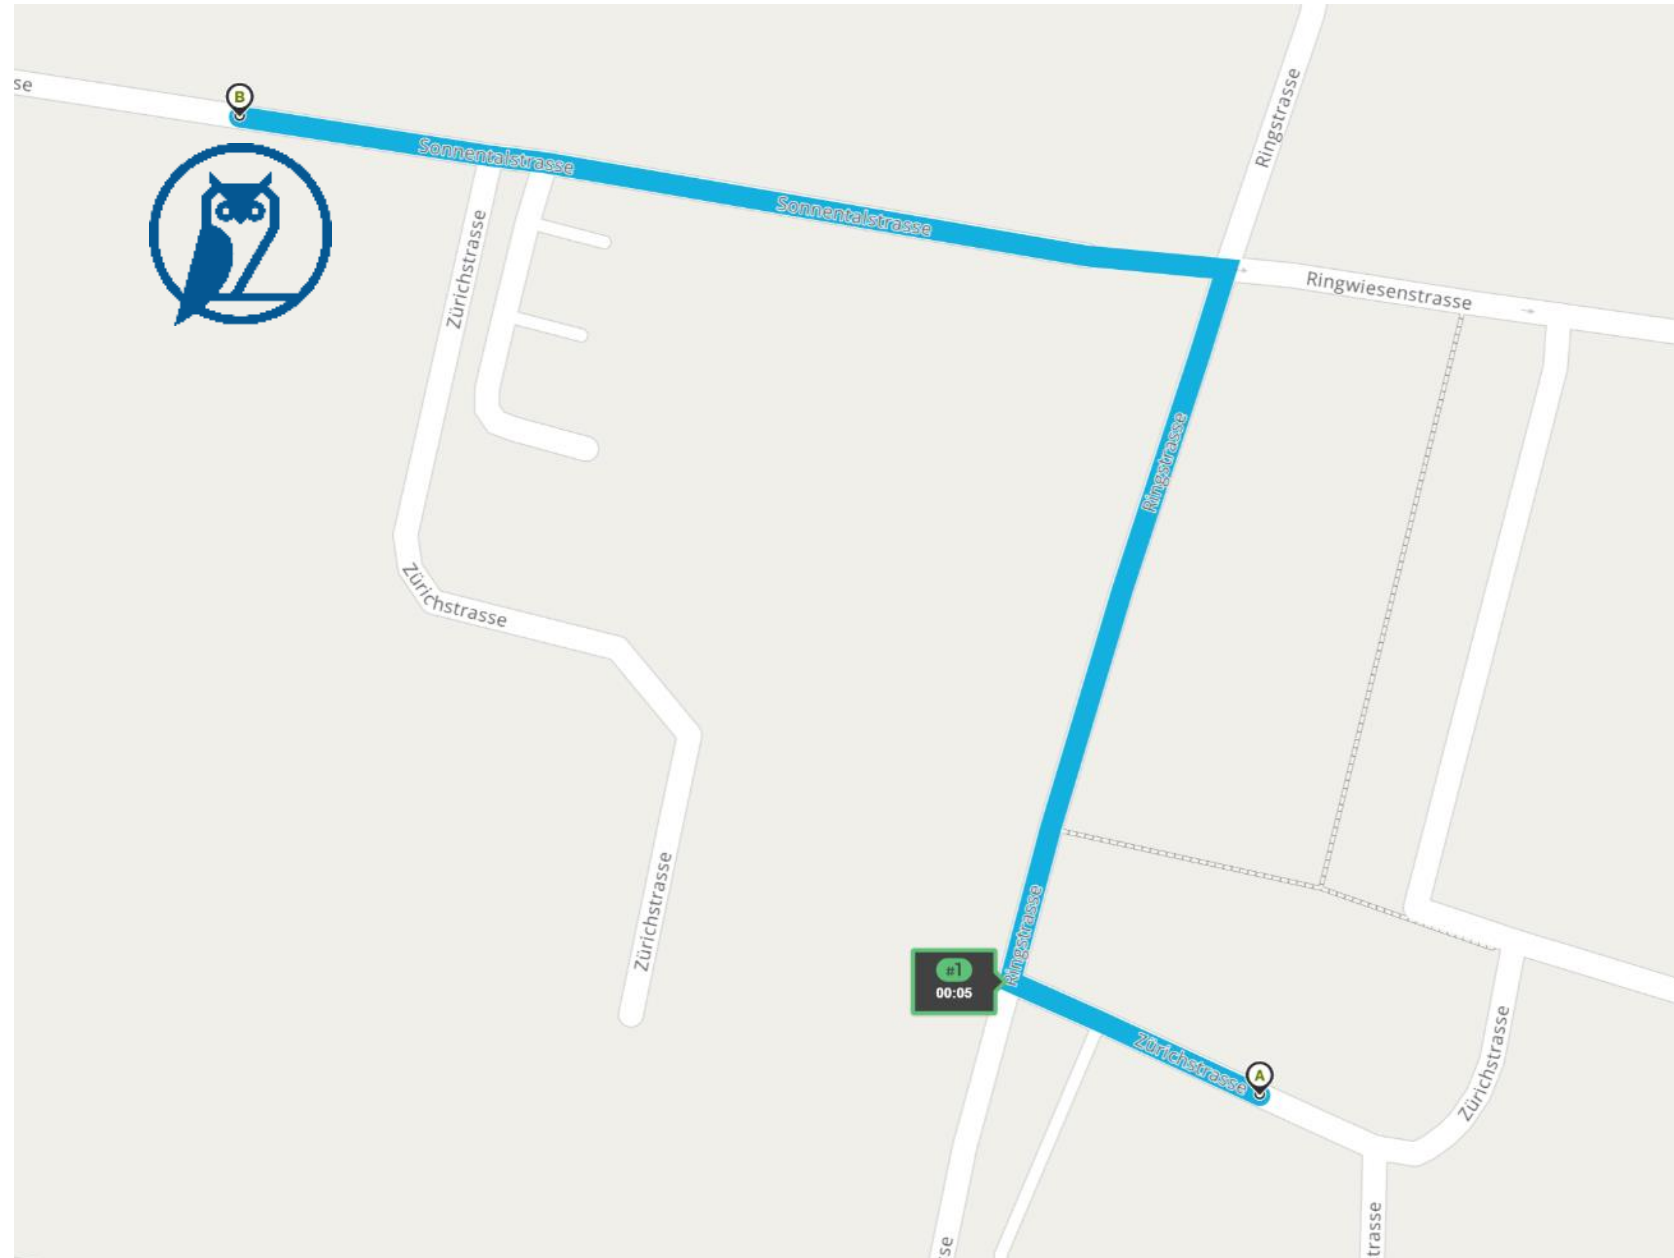 se
B
Sonnentalstrasse
Sonnentalstrasse
Ringstrasse
Ringwiesenstrasse
Zürichstrasse
Ringstrasse
Zürichstrasse
Zürichstrasse
Ringstrasse
#1
00:05
Zürichstrasse
A
Zürichstrasse
trasse
se